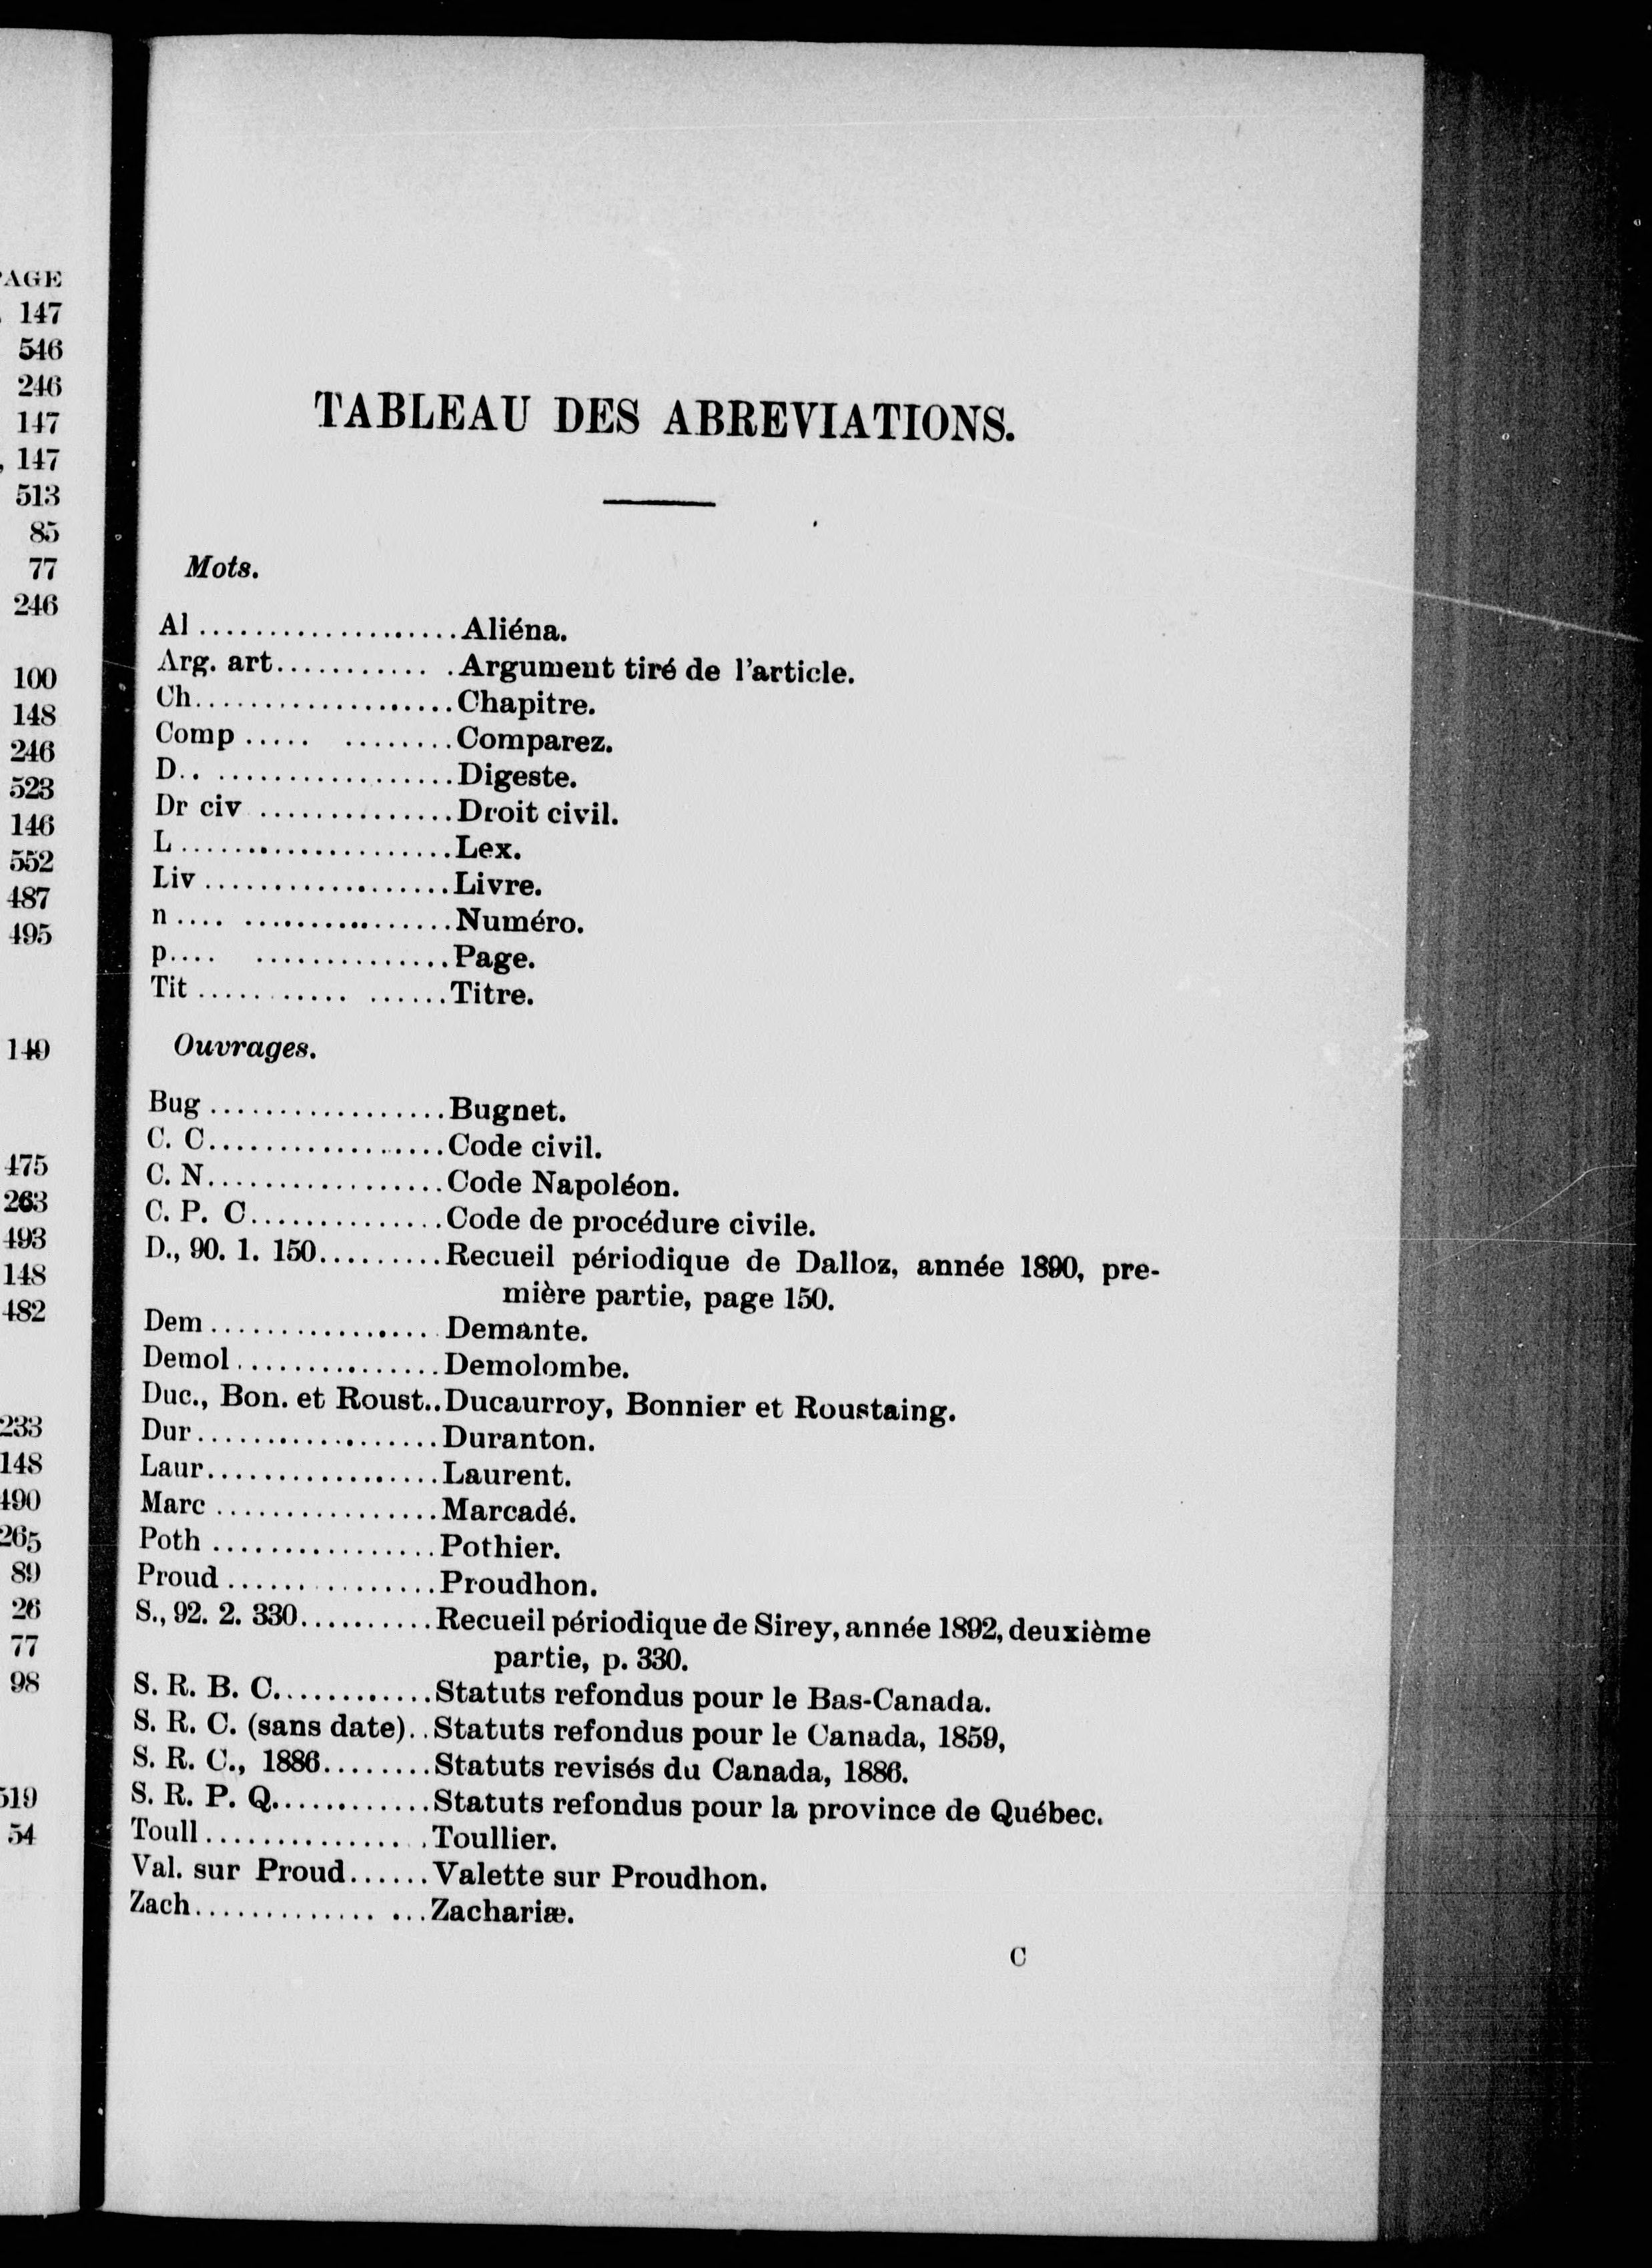 PAGE
147
546
246
147
, 147
513
85
77
246
100
148
246
523
146
552
487
495
149
475
263
493
148
482
233
148
490
265
89
26
77
98
519
54
TABLEAU DES ABREVIATIONS.
Mots.
Al ................... Aliéna.
Arg. art............ .Argument tiré de l'article.
Ch...................Chapitre.
Comp ..... ........Comparez.
D.. .................Digeste.
Dr civ ..............Droit civil.
L....................Lex.
Liv..................Livre.
n .... ...............Numéro.
p.... ..............Page.
Tit ........... ......Titre.
Ouvrages.
Bug .................Bugnet.
C. C.................Code civil.
C. N.................Code Napoléon.
C. P. C..............Code de procédure civile.
D., 90. 1. 150.........Recueil périodique de Dalloz, année 1890, pre-
mière partie, page 150.
Dem ................. Demante.
Demol...............Demolombe.
Duc., Bon. et Roust..Ducaurroy, Bonnier et Roustaing.
Dur..................Duranton.
Laur.................Laurent.
Marc ................Marcadé.
Poth ................Pothier.
Proud ...............Proudhon.
S., 92. 2. 330..........Recueil périodique de Sirey, année 1892, deuxième
partie, p. 330.
S. R. B. C............Statuts refondus pour le Bas-Canada.
S. R. C. (sans date)..Statuts refondus pour le Canada, 1859,
S. R. C., 1886........Statuts revisés du Canada, 1886.
S. R. P. Q............Statuts refondus pour la province de Québec.
Toull................Toullier.
Val. sur Proud......Valette sur Proudhon.
Zach............. ...Zachariæ.
C